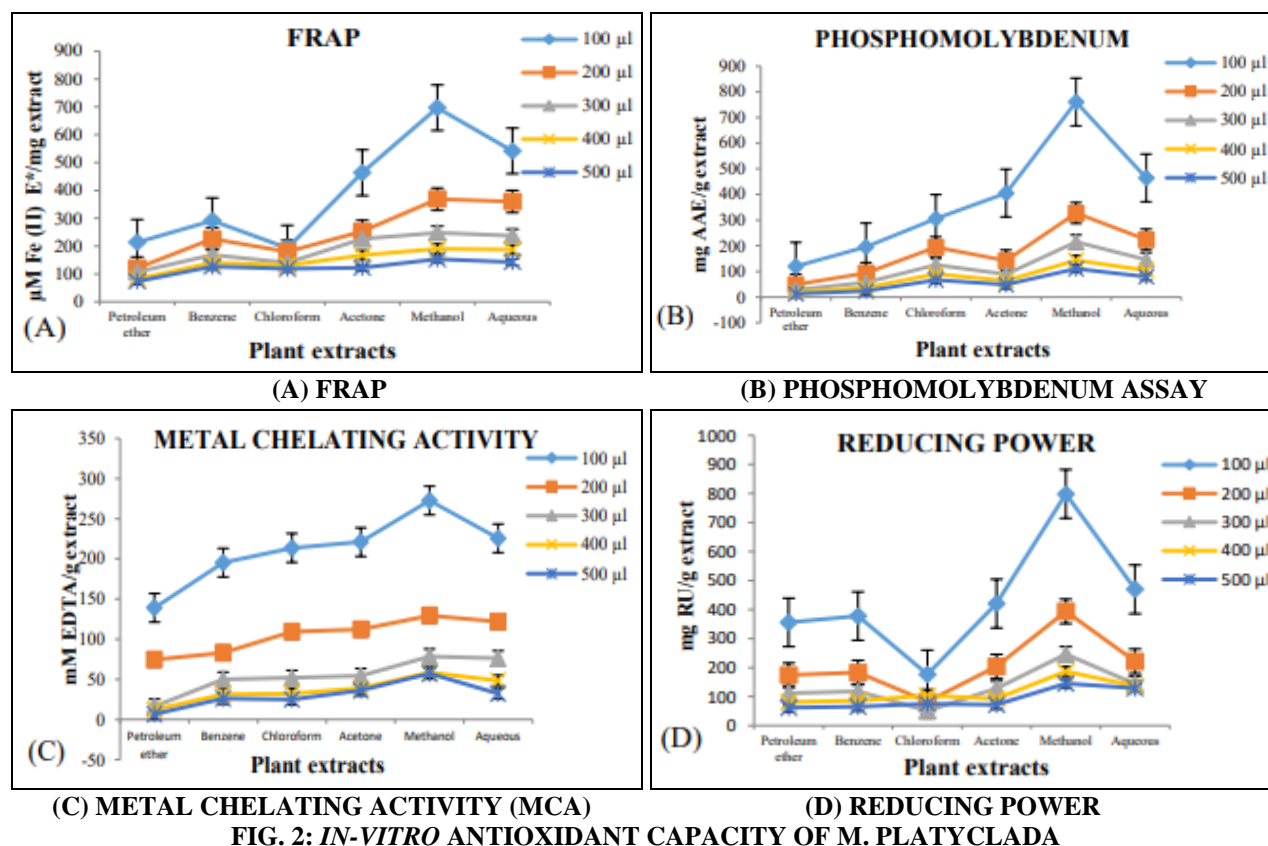 FRAP
900
800
700
600
500
400
300
200
100
0
µM Fe (II) E*/mg extract
100 µl
200 µl
300 µl
400 µl
500 µl
Petroleum ether
Benzene
Chloroform
Acetone
Methanol
Aqueous
(A)
Plant extracts
(A) FRAP
PHOSPHOMOLYBDENUM
900
800
700
600
500
400
300
200
100
0
-100
mg AAE/g extract
100 µl
200 µl
300 µl
400 µl
500 µl
Petroleum ether
Benzene
Chloroform
Acetone
Methanol
Aqueous
(B)
Plant extracts
(B) PHOSPHOMOLYBDENUM ASSAY
METAL CHELATING ACTIVITY
350
300
250
200
150
100
50
0
-50
mM EDTA/g extract
100 µl
200 µl
300 µl
400 µl
500 µl
Petroleum ether
Benzene
Chloroform
Acetone
Methanol
Aqueous
(C)
Plant extracts
(C) METAL CHELATING ACTIVITY (MCA)
REDUCING POWER
1000
900
800
700
600
500
400
300
200
100
0
mg RU/g extract
100 µl
200 µl
300 µl
400 µl
500 µl
Petroleum ether
Benzene
Chloroform
Acetone
Methanol
Aqueous
(D)
Plant extracts
(D) REDUCING POWER
FIG. 2: IN-VITRO ANTIOXIDANT CAPACITY OF M. PLATYCLADA